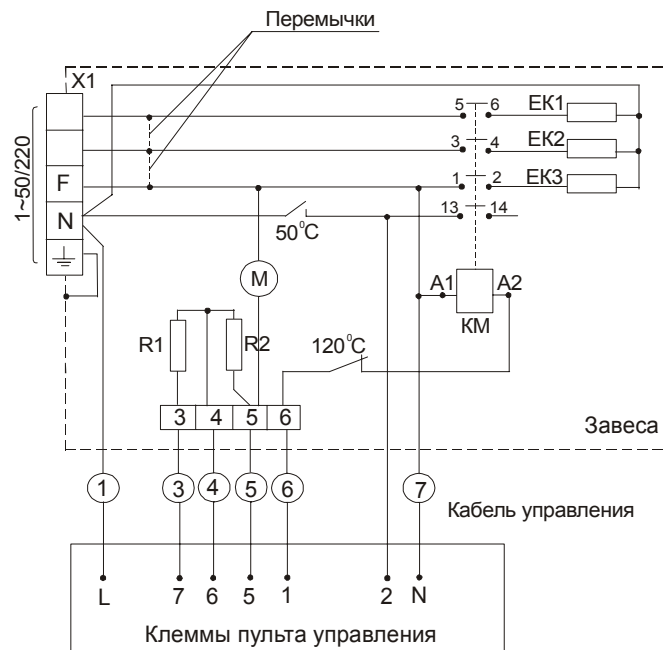 Перемычки
X1
5 6 EK1
3 4 EK2
F
1 2 EK3
1~50/220
N
13 14
50°C
M
A1 A2
KM
R1 R2 120°C
3 4 5 6
Завеса
1 3 4 5 6 7
Кабель управления
L 7 6 5 1 2 N
Клеммы пульта управления